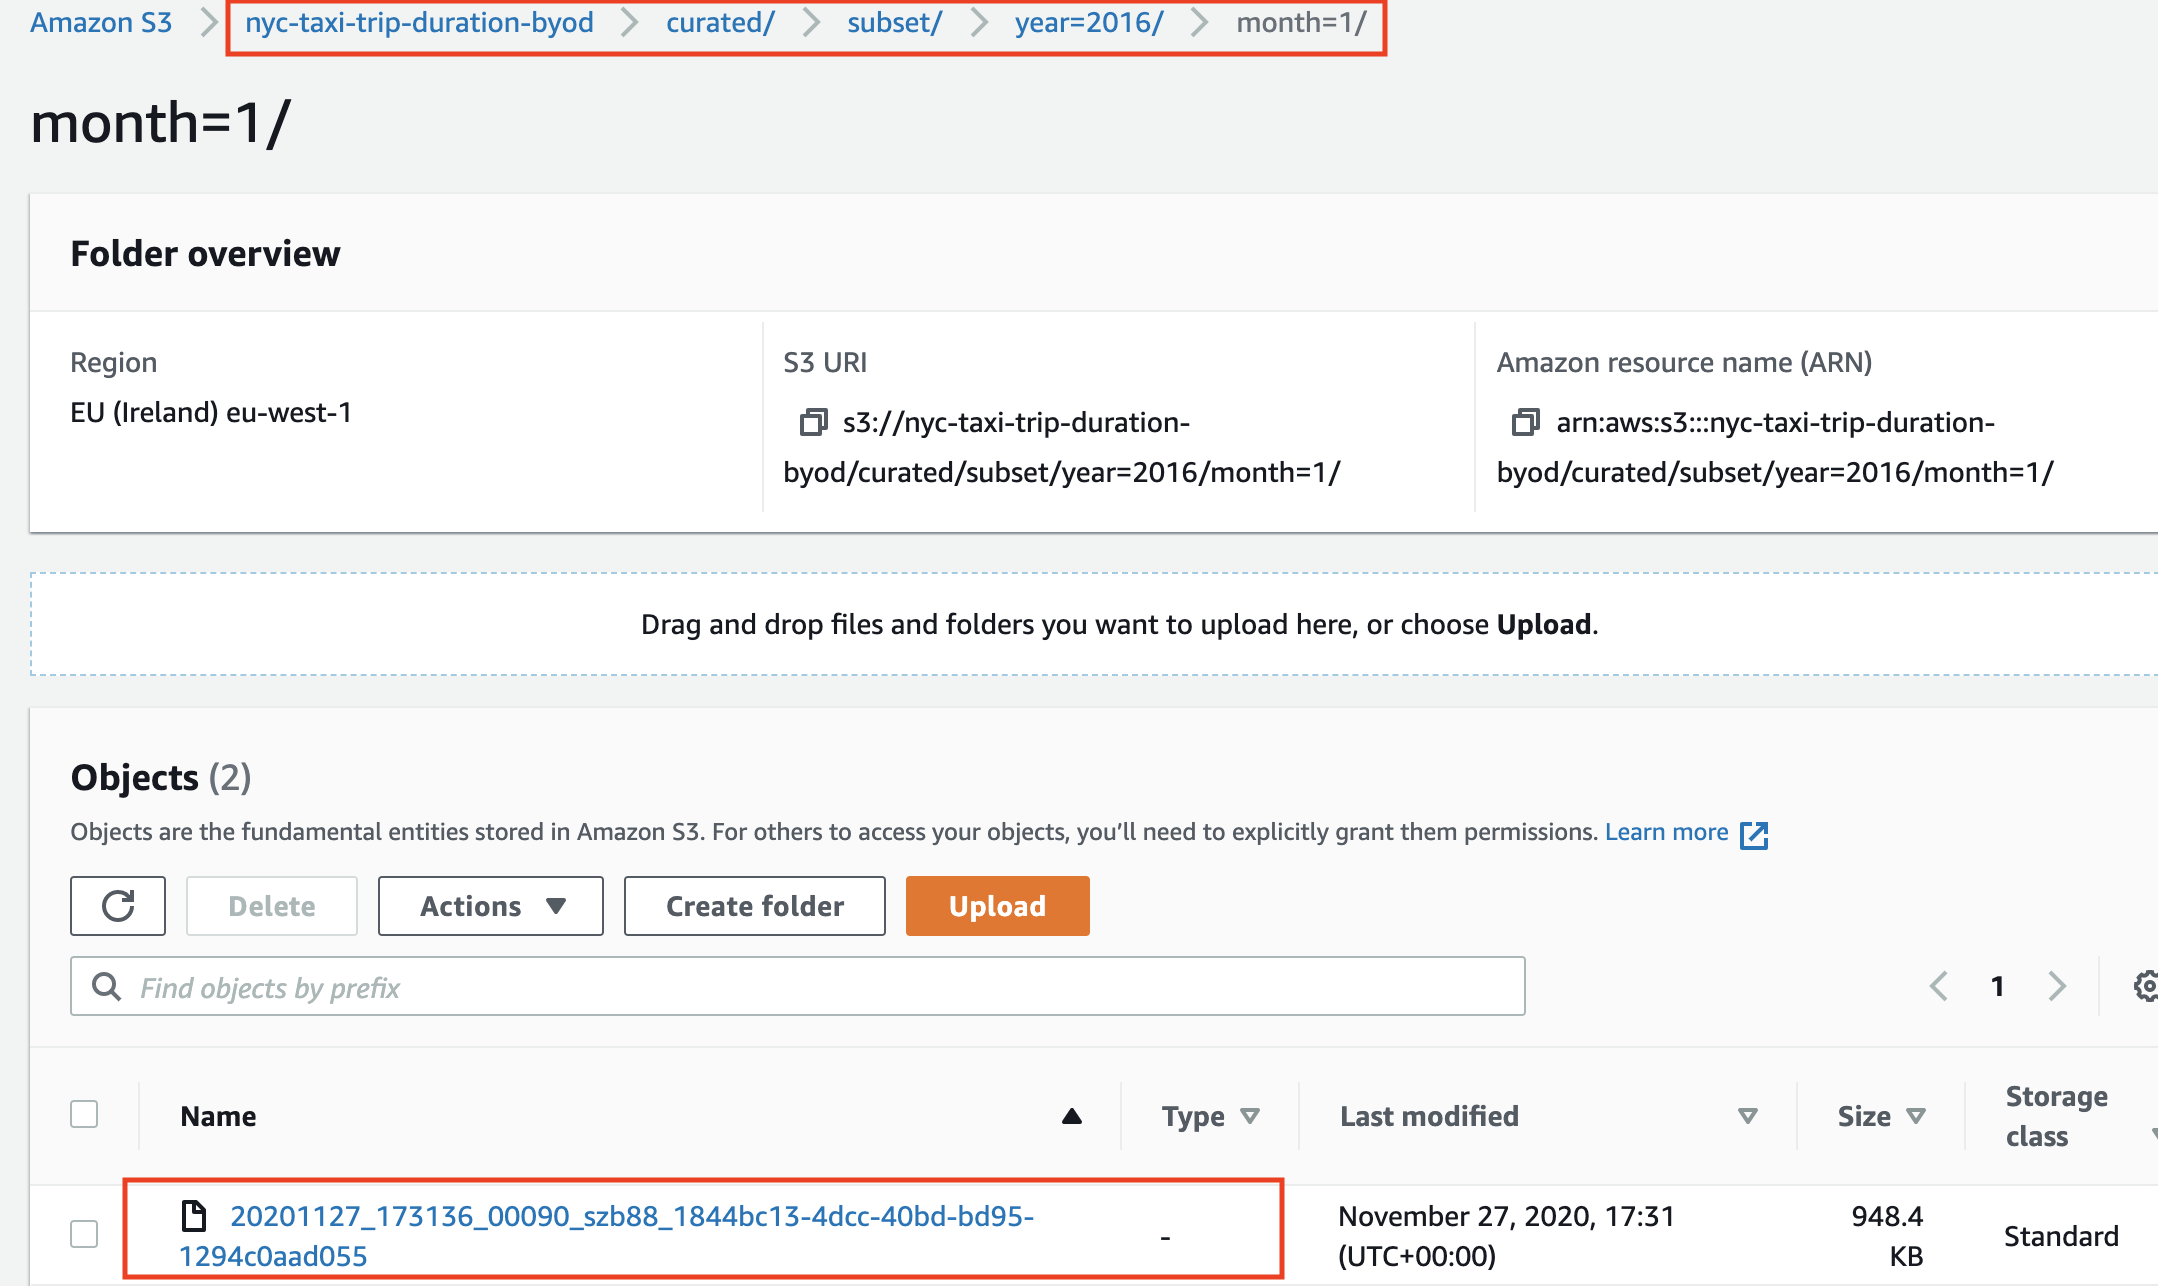 Amazon S3 > nyc-taxi-trip-duration-byod > curated/ > subset/ > year=2016/ > month=1/
month=1/
Folder overview
Region
EU (Ireland) eu-west-1
S3 URI
s3://nyc-taxi-trip-duration-
byod/curated/subset/year=2016/month=1/
Amazon resource name (ARN)
arn:aws:s3:::nyc-taxi-trip-duration-
byod/curated/subset/year=2016/month=1/
Drag and drop files and folders you want to upload here, or choose Upload.
Objects (2)
Objects are the fundamental entities stored in Amazon S3. For others to access your objects, you’ll need to explicitly grant them permissions. Learn more
Delete Actions Create folder Upload
Find objects by prefix
1
Name Type Last modified Size Storage
class
20201127_173136_00090_szb88_1844bc13-4dcc-40bd-bd95-
1294c0aad055
-
November 27, 2020, 17:31
(UTC+00:00)
948.4
KB
Standard